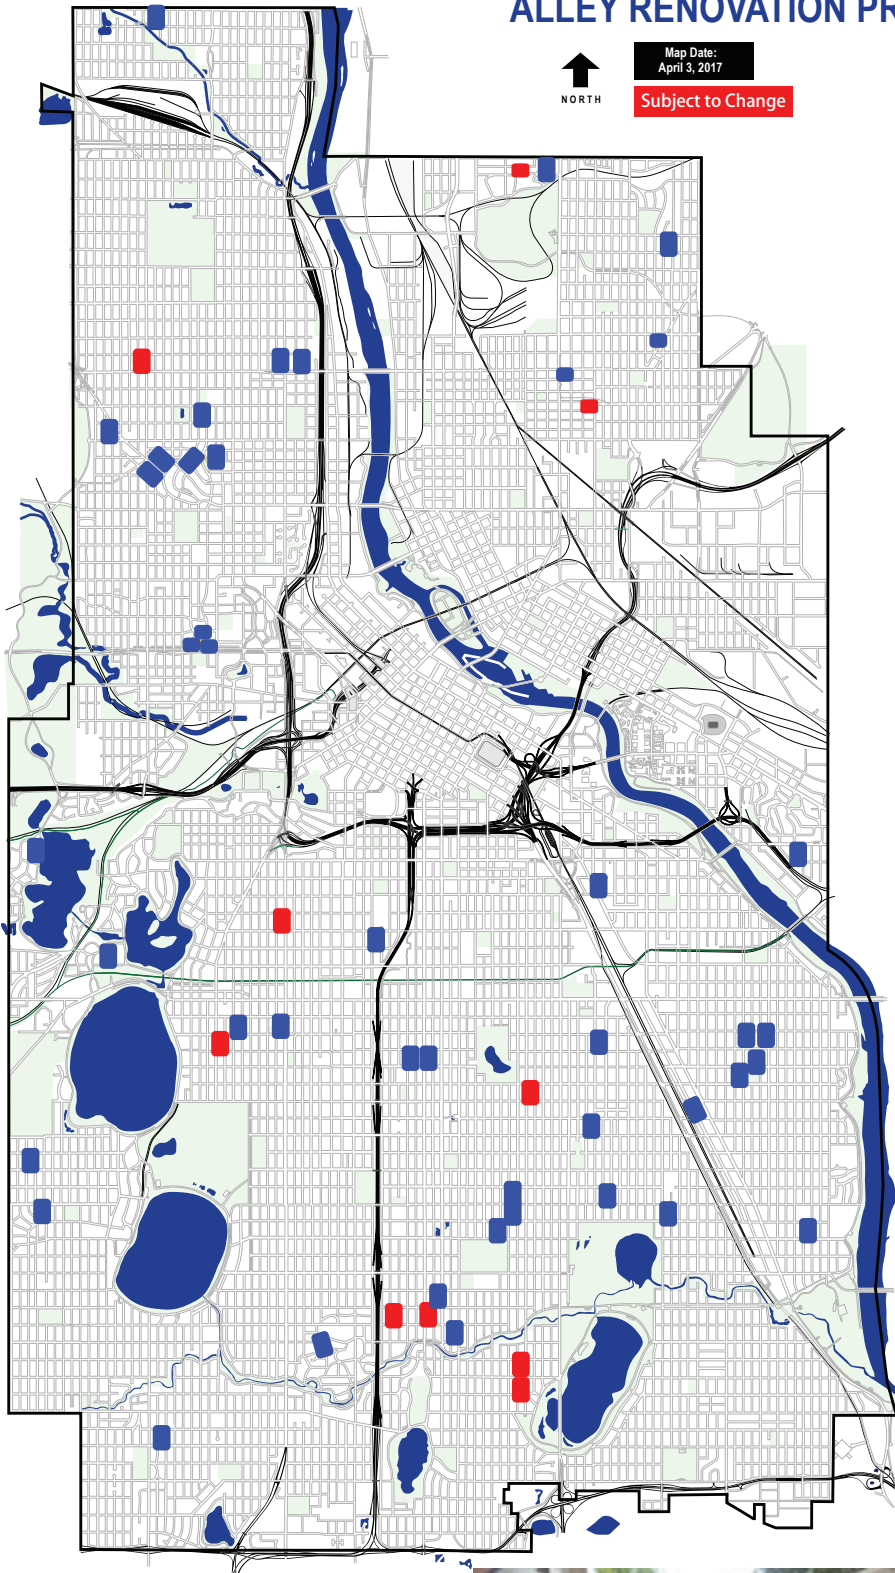 ALLEY RENOVATION PR
Map Date:
April 3, 2017
NORTH
Subject to Change